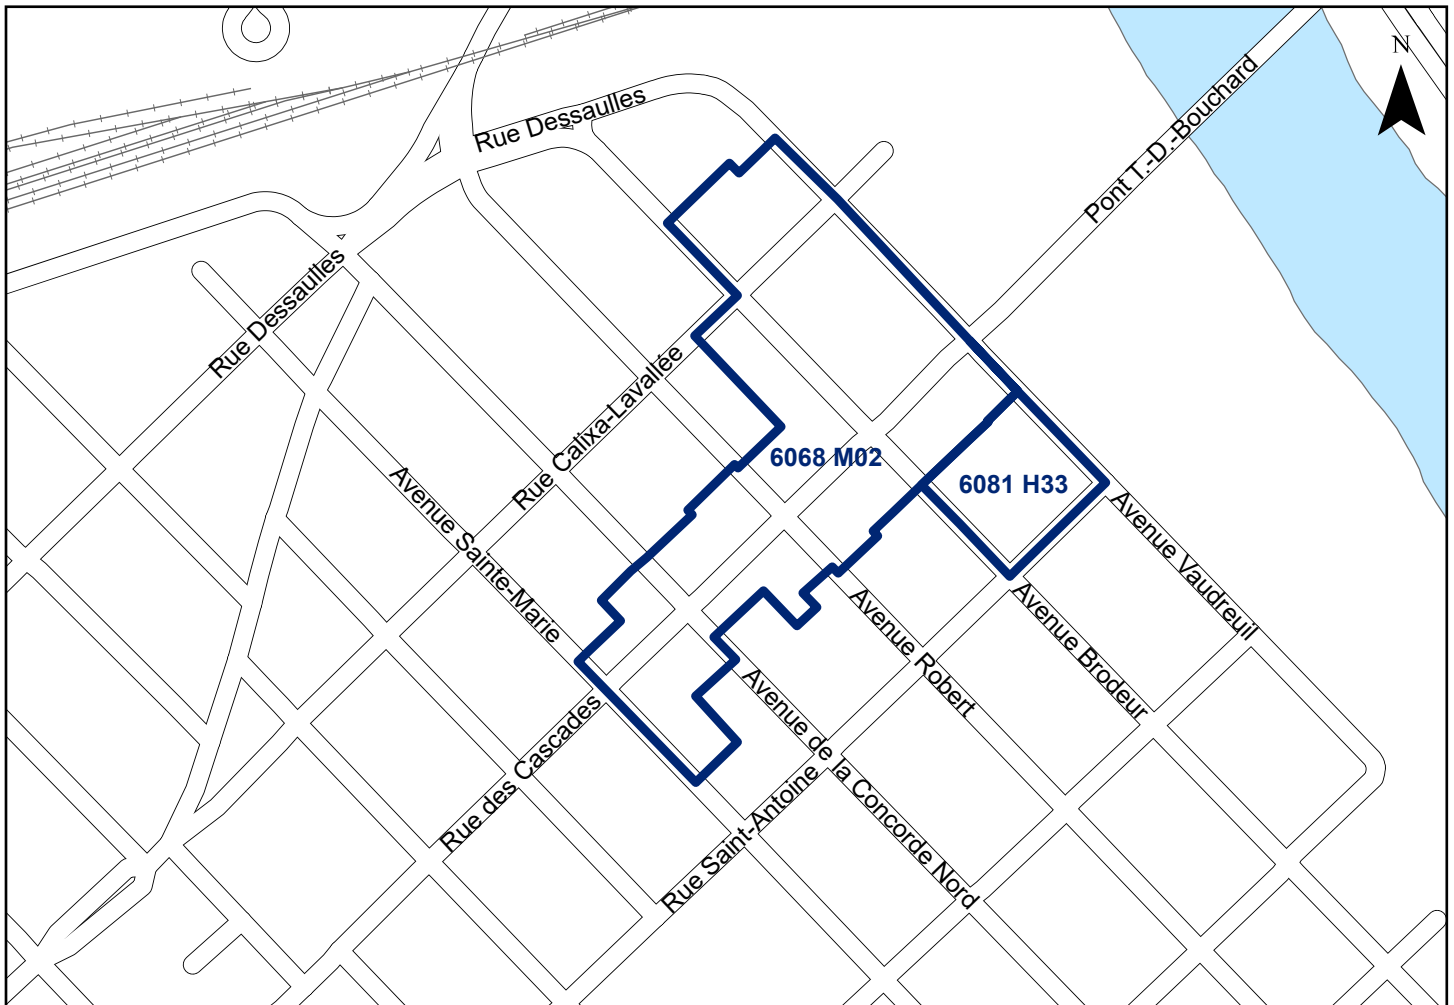 N
Rue Dessaulles
Pont T.-D.-Bouchard
Rue Dessaulles
Rue Calixa-Lavallée
6068 M02
6081 H33
Avenue Sainte-Marie
Avenue Vaudreuil
Avenue Brodeur
Avenue Robert
Avenue de la Concorde Nord
Rue des Cascades
Rue Saint-Antoine